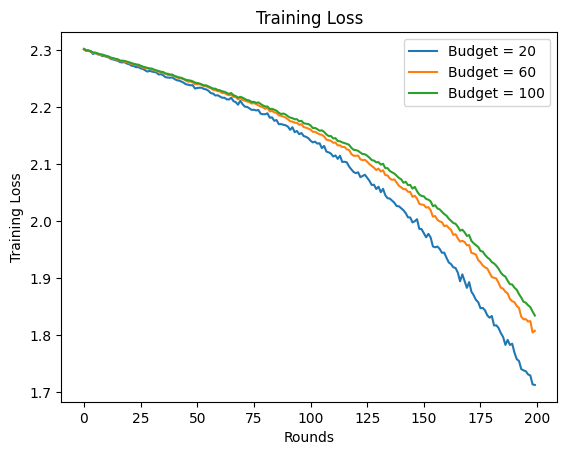 Training Loss
Budget = 20
Budget = 60
Budget = 100
Training Loss
2.3
2.2
2.1
2.0
1.9
1.8
1.7
0 25 50 75 100 125 150 175 200
Rounds